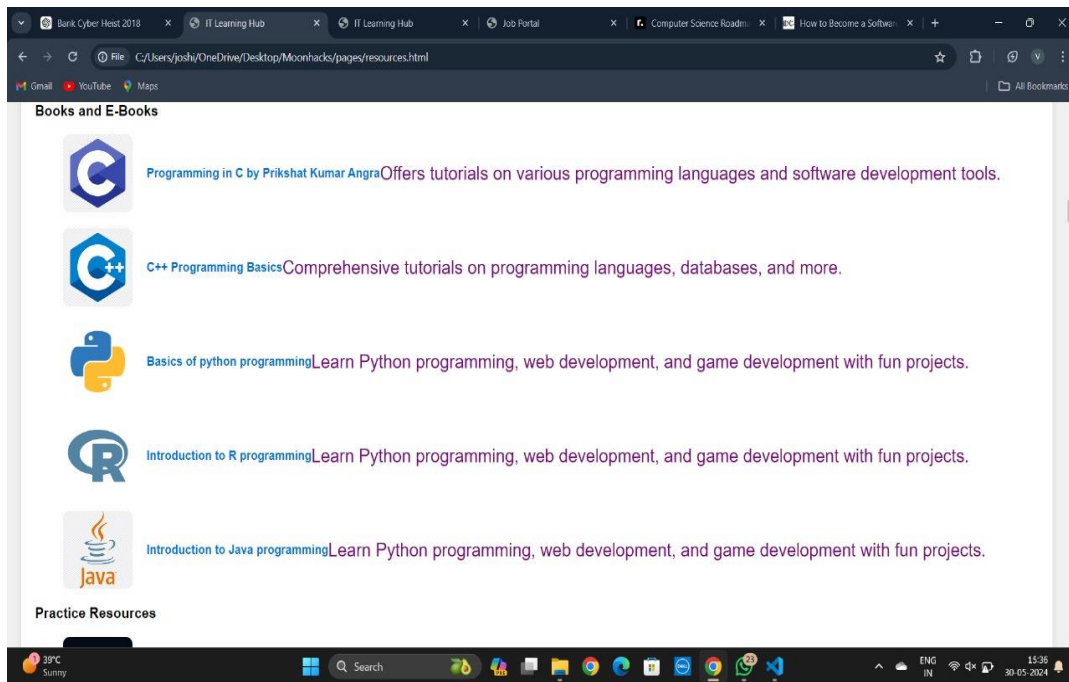 Bank Cyber Heist 2018
IT Learning Hub
IT Learning Hub
Job Portal
Computer Science Roadm
How to Become a Softwar
File C:/Users/joshi/OneDrive/Desktop/Moonhacks/pages/resources.html
V
Gmail YouTube Maps All Bookmarks
Books and E-Books
C
Programming in C by Prikshat Kumar AngraOffers tutorials on various programming languages and software development tools.
C++
C++ Programming BasicsComprehensive tutorials on programming languages, databases, and more.
Basics of python programmingLearn Python programming, web development, and game development with fun projects.
R
Introduction to R programmingLearn Python programming, web development, and game development with fun projects.
Java
Introduction to Java programmingLearn Python programming, web development, and game development with fun projects.
Practice Resources
1
39°C
Sunny
Search
23
ENG
IN
15:36
30-05-2024